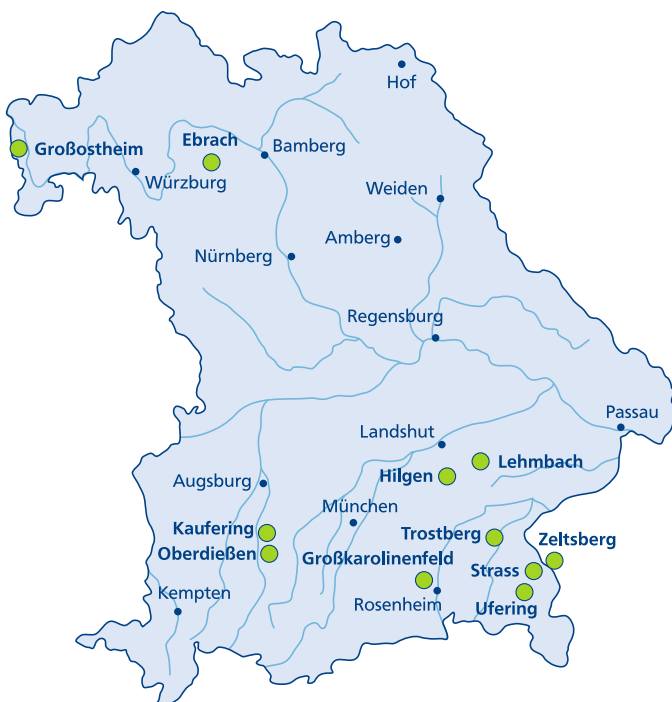 Hof
Großostheim
Ebrach
Bamberg
Würzburg
Weiden
Amberg
Nürnberg
Regensburg
Passau
Landshut
Lehmbach
Hilgen
Augsburg
München
Kaufering
Trostberg
Zeltsberg
Oberdießen
Großkarolinenfeld
Strass
Kempten
Rosenheim
Ufering